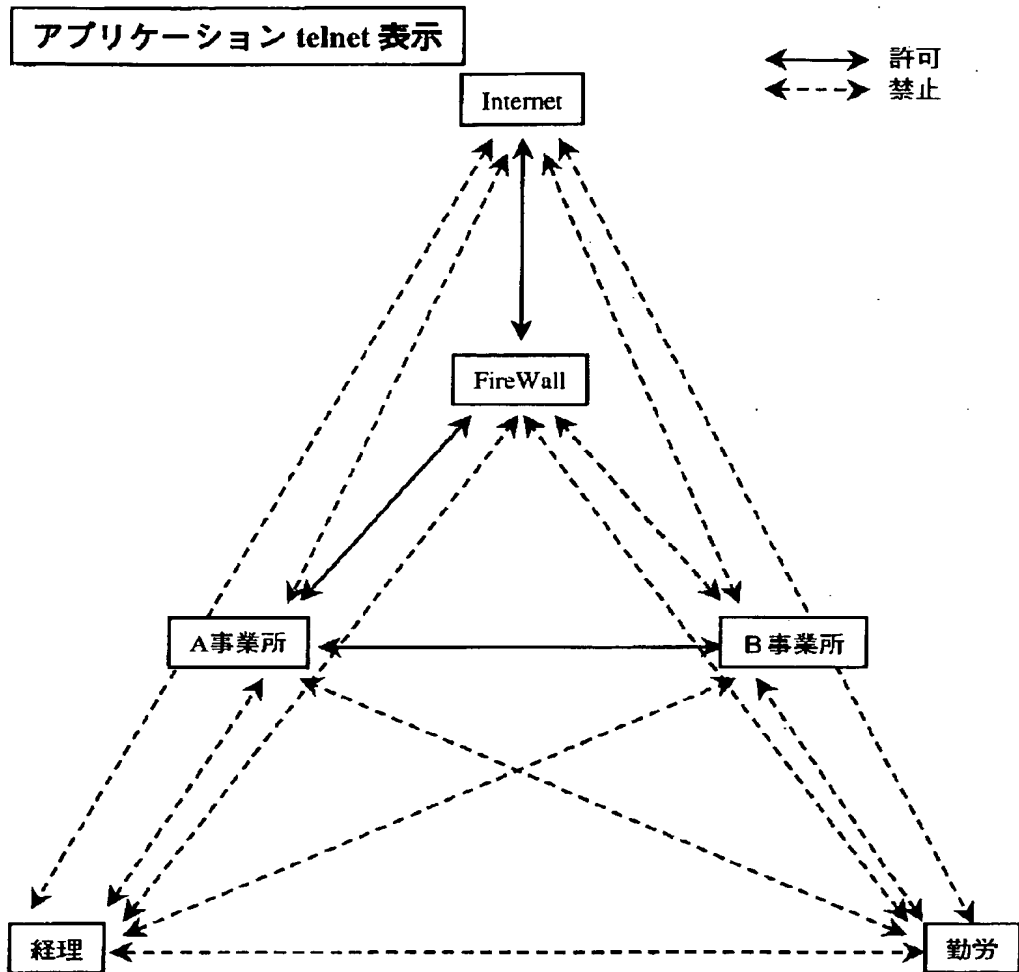 アプリケーション telnet 表示
許可
禁止
Internet
FireWall
A事業所
B事業所
経理
勤労